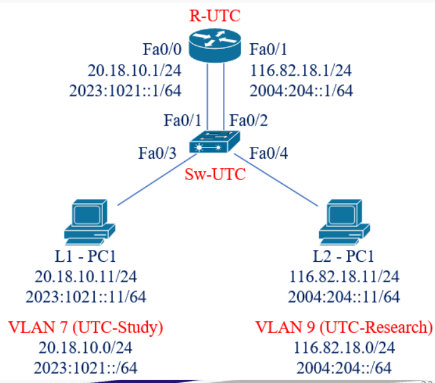 R-UTC
Fa0/0
Fa0/1
20.18.10.1/24
116.82.18.1/24
2023:1021::1/64
2004:204::1/64
Fa0/1
Fa0/2
Fa0/3
Fa0/4
Sw-UTC
L1 - PC1
L2 - PC1
20.18.10.11/24
116.82.18.11/24
2023:1021::11/64
2004:204::11/64
VLAN 7 (UTC-Study)
VLAN 9 (UTC-Research)
20.18.10.0/24
116.82.18.0/24
2023:1021::/64
2004:204::/64